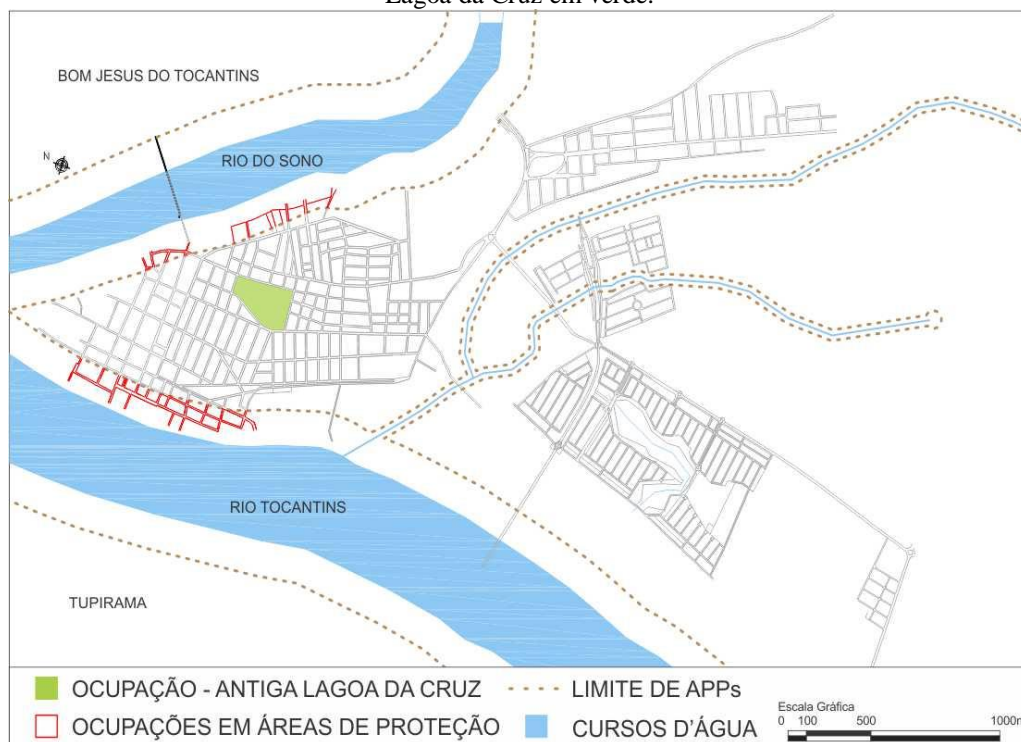 Lagoa da Cruz em verde.
BOM JESUS DO TOCANTINS
N
RIO DO SONO
RIO TOCANTINS
TUPIRAMA
OCUPAÇÃO - ANTIGA LAGOA DA CRUZ
LIMITE DE APPs
OCUPAÇÕES EM ÁREAS DE PROTEÇÃO
CURSOS D'ÁGUA
Escala Gráfica
0 100 500 1000m